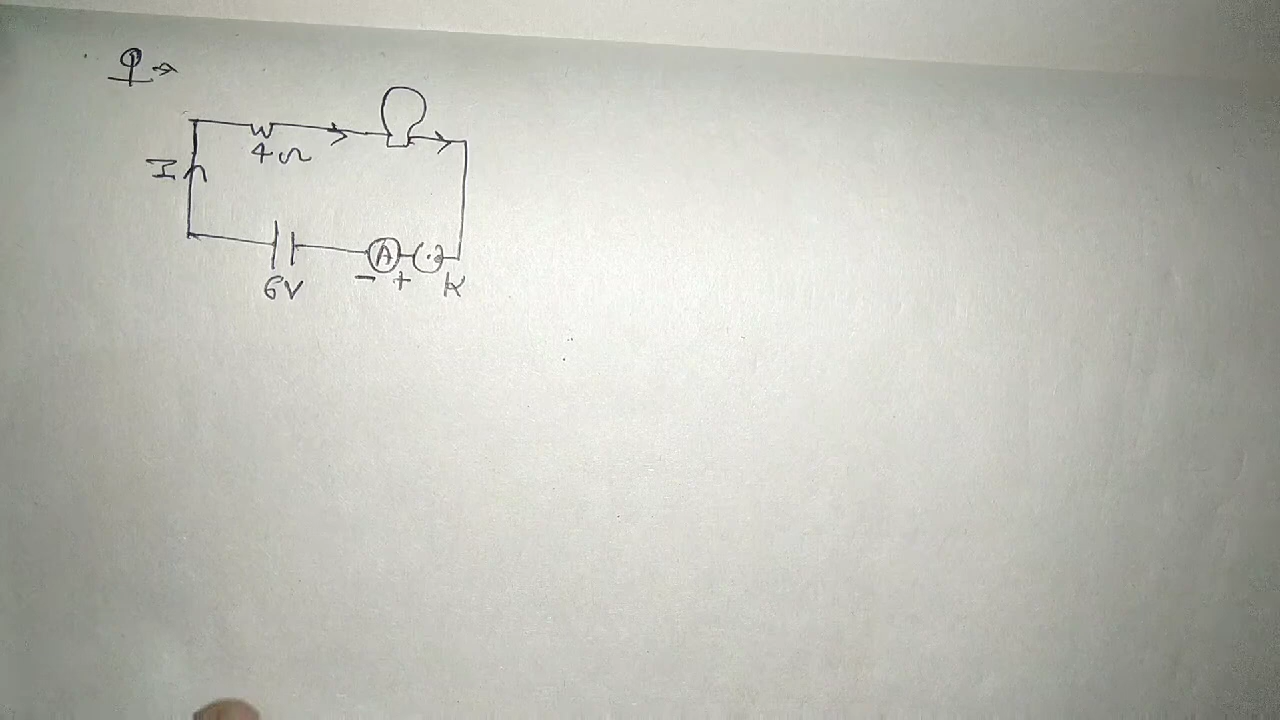 Q →
4Ω
I
A
6V - + K